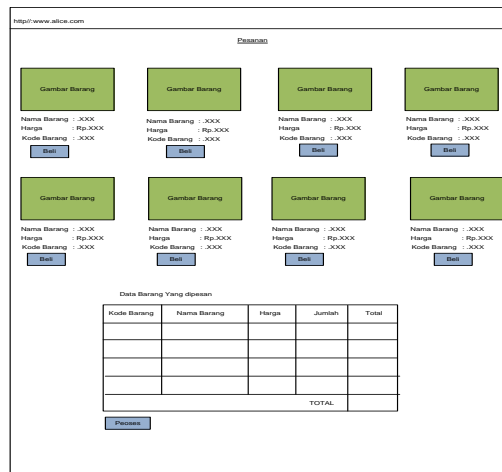 http//:www.alice.com
Pesanan
Gambar Barang Gambar Barang Gambar Barang Gambar Barang
Nama Barang : .XXX Nama Barang : .XXX Nama Barang : .XXX Nama Barang : .XXX
Harga : Rp.XXX Harga : Rp.XXX Harga : Rp.XXX Harga : Rp.XXX
Kode Barang : .XXX Kode Barang : .XXX Kode Barang : .XXX Kode Barang : .XXX
Beli Beli Beli Beli
Gambar Barang Gambar Barang Gambar Barang Gambar Barang
Nama Barang : .XXX Nama Barang : .XXX Nama Barang : .XXX Nama Barang : .XXX
Harga : Rp.XXX Harga : Rp.XXX Harga : Rp.XXX Harga : Rp.XXX
Kode Barang : .XXX Kode Barang : .XXX Kode Barang : .XXX Kode Barang : .XXX
Beli Beli Beli Beli
Data Barang Yang dipesan
Kode Barang Nama Barang Harga Jumlah Total
TOTAL
Peoses